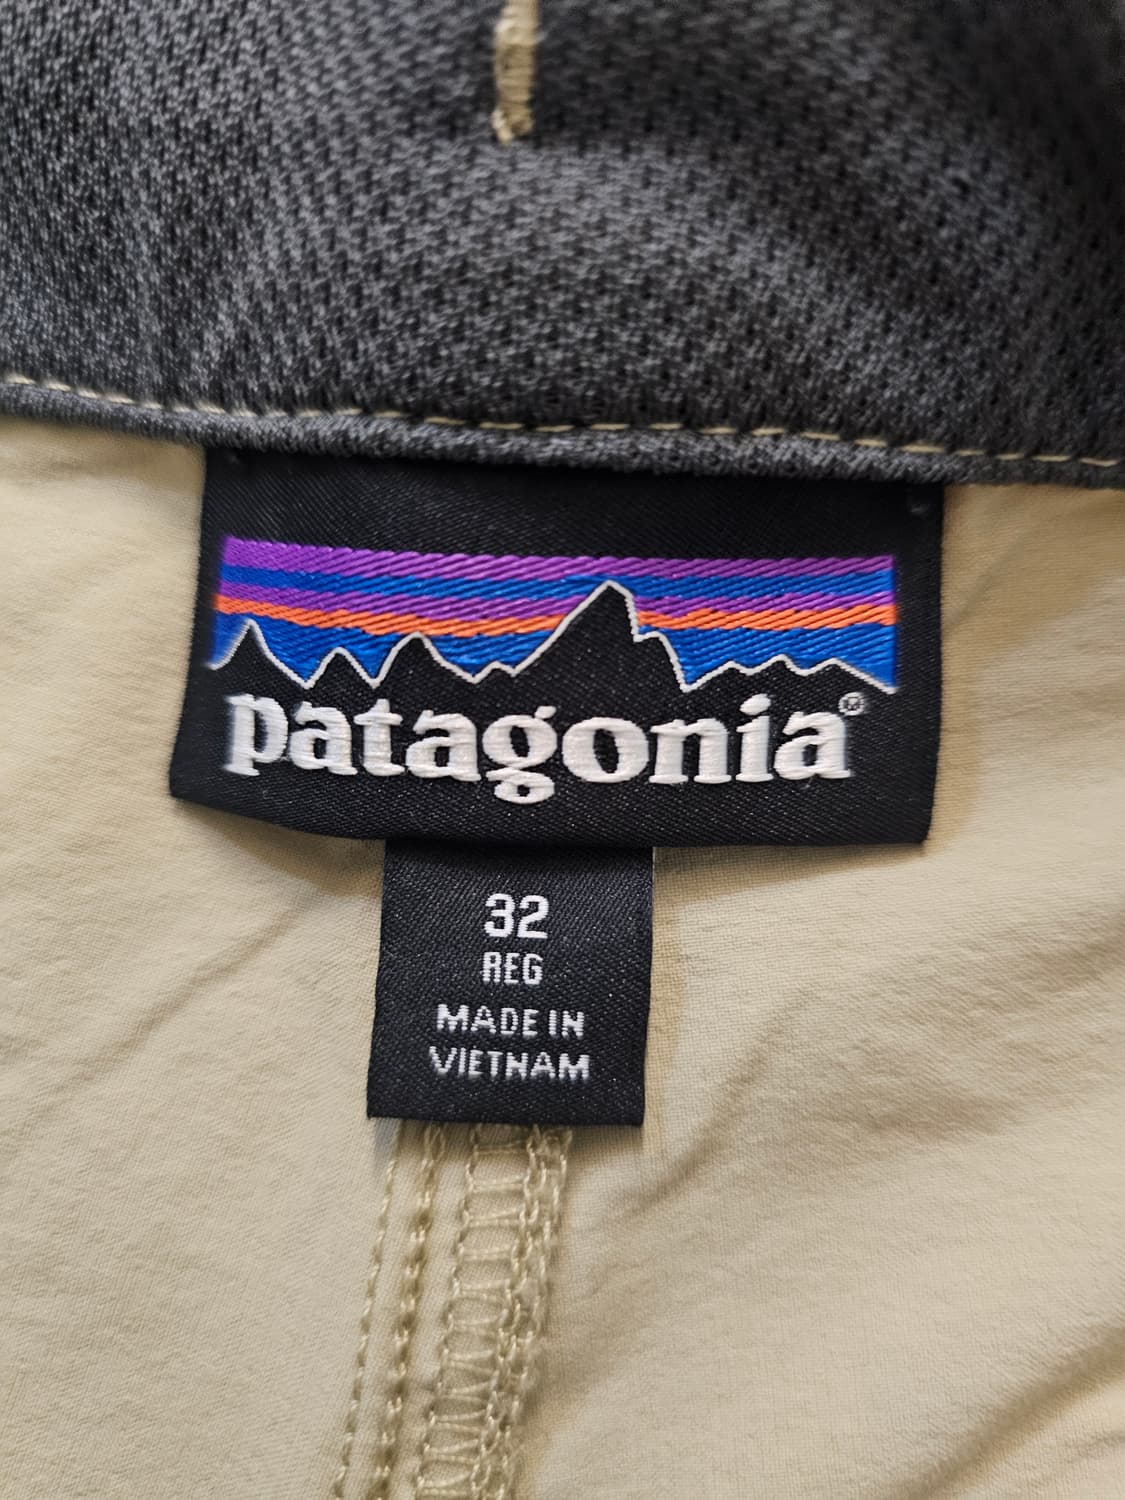 patagonia®
32
REG
MADE IN
VIETNAM